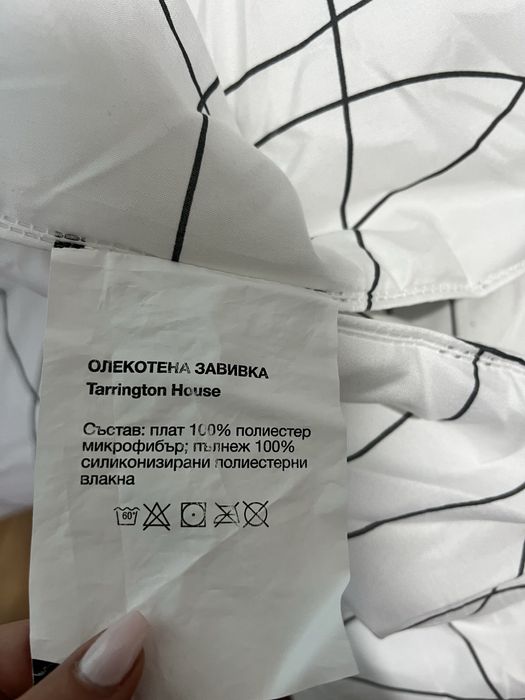 ОЛЕКОТЕНА ЗАВИВКА
Tarrington House
Състав: плат 100% полиестер
микрофибър; пълнеж 100%
силиконизирани полиестерни
влакна
60°